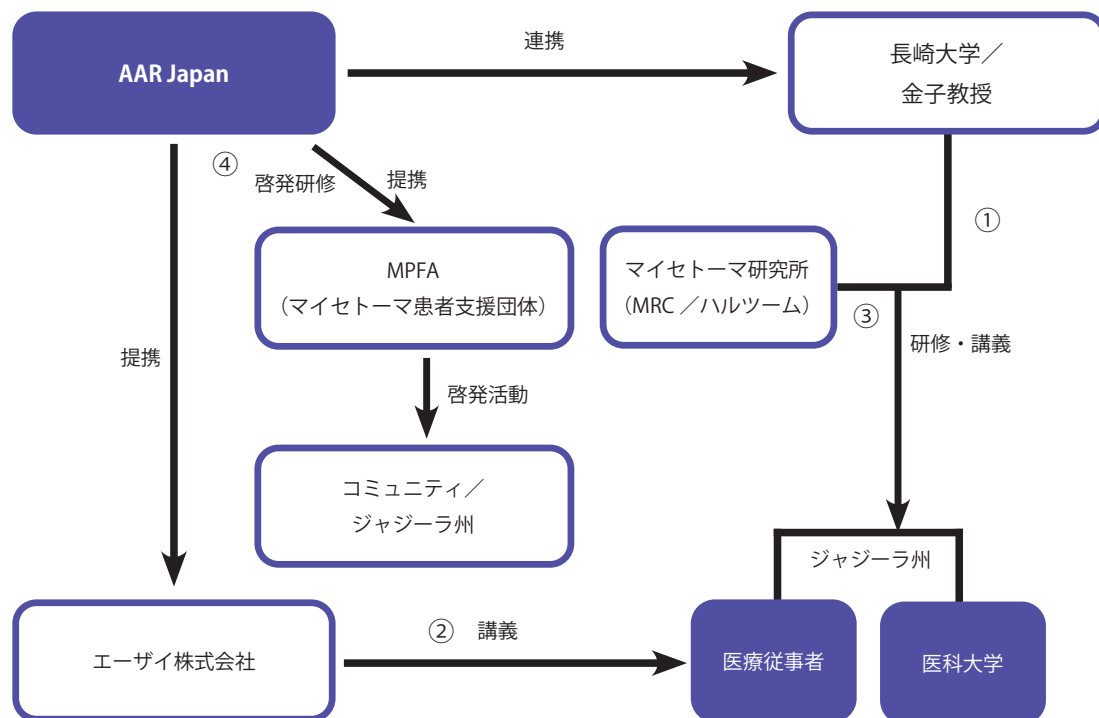 AAR Japan
連携
長崎大学／
金子教授
④
啓発研修
提携
①
MPFA
（マイセトーマ患者支援団体）
マイセトーマ研究所
（MRC ／ハルツーム）
③
研修・講義
提携
啓発活動
コミュニティ／
ジャジーラ州
ジャジーラ州
エーザイ株式会社
② 講義
医療従事者
医科大学